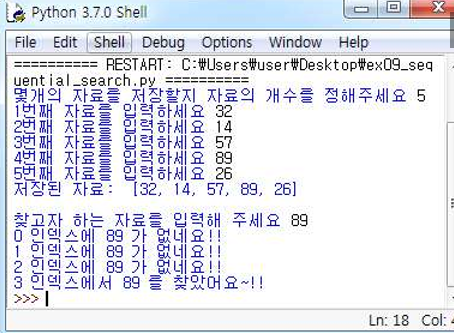 Python 3.7.0 Shell
File Edit Shell Debug Options Window Help
========== RESTART: C:₩Users₩user₩Desktop₩ex09_seq
uential_search.py ==========
몇개의 자료를 저장할지 자료의 개수를 정해주세요 5
1번째 자료를 입력하세요 32
2번째 자료를 입력하세요 14
3번째 자료를 입력하세요 57
4번째 자료를 입력하세요 89
5번째 자료를 입력하세요 26
저장된 자료: [32, 14, 57, 89, 26]
찾고자 하는 자료를 입력해 주세요 89
0 인덱스에 89 가 없네요!!
1 인덱스에 89 가 없네요!!
2 인덱스에 89 가 없네요!!
3 인덱스에서 89 를 찾았어요~!!
>>>
Ln: 18 Col: